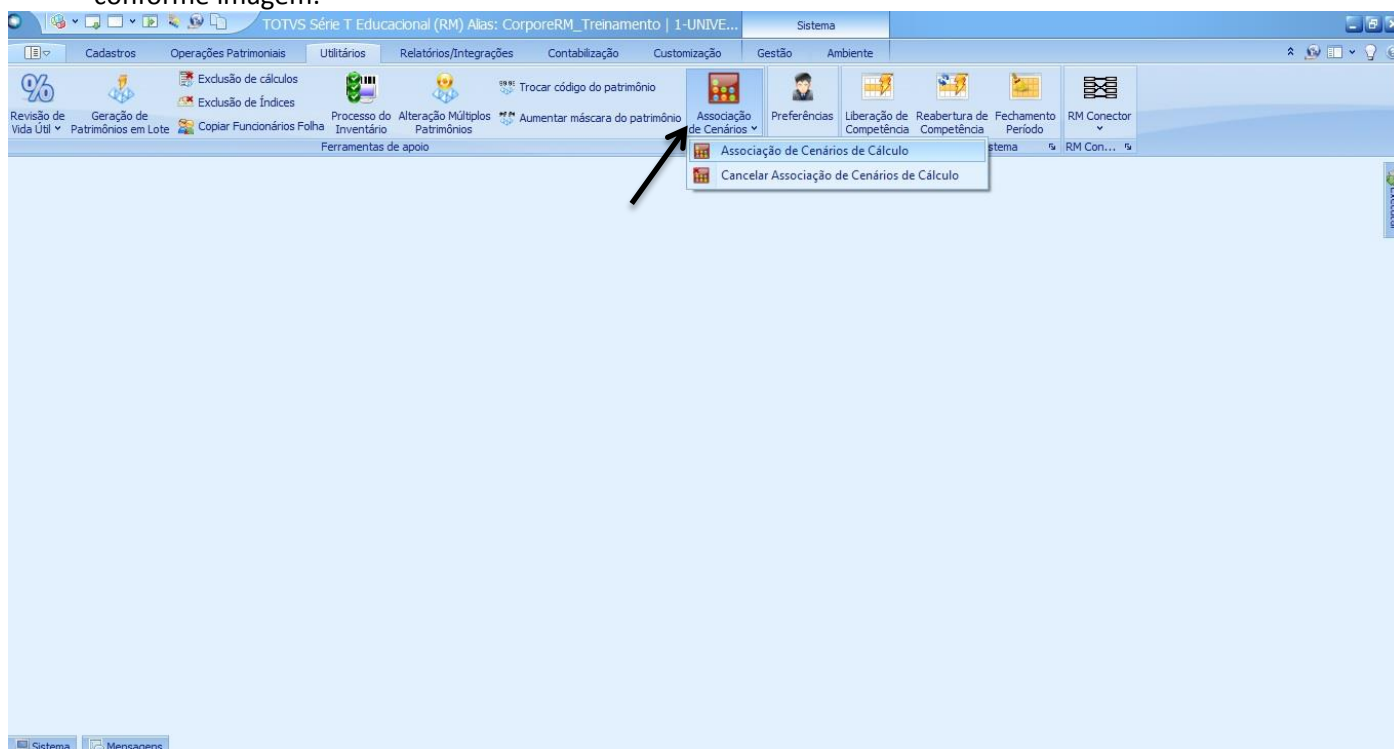 conforme imagem.
TOTVS Série T Educacional (RM) Alias: CorporeRM_Treinamento | 1-UNIVE...
Sistema
Cadastros Operações Patrimoniais Utilitários Relatórios/Integrações Contabilização Customização Gestão Ambiente
Revisão de Vida Útil
Geração de Patrimônios em Lote
Exclusão de cálculos
Exclusão de Índices
Copiar Funcionários Folha
Processo do Inventário
Alteração Múltiplos Patrimônios
Trocar código do patrimônio
Aumentar máscara do patrimônio
Associação de Cenários
Preferências
Liberação de Competência
Reabertura de Competência
Fechamento Período
RM Conector
Ferramentas de apoio
stema
RM Con...
Associação de Cenários de Cálculo
Cancelar Associação de Cenários de Cálculo
Sistema Mensagens